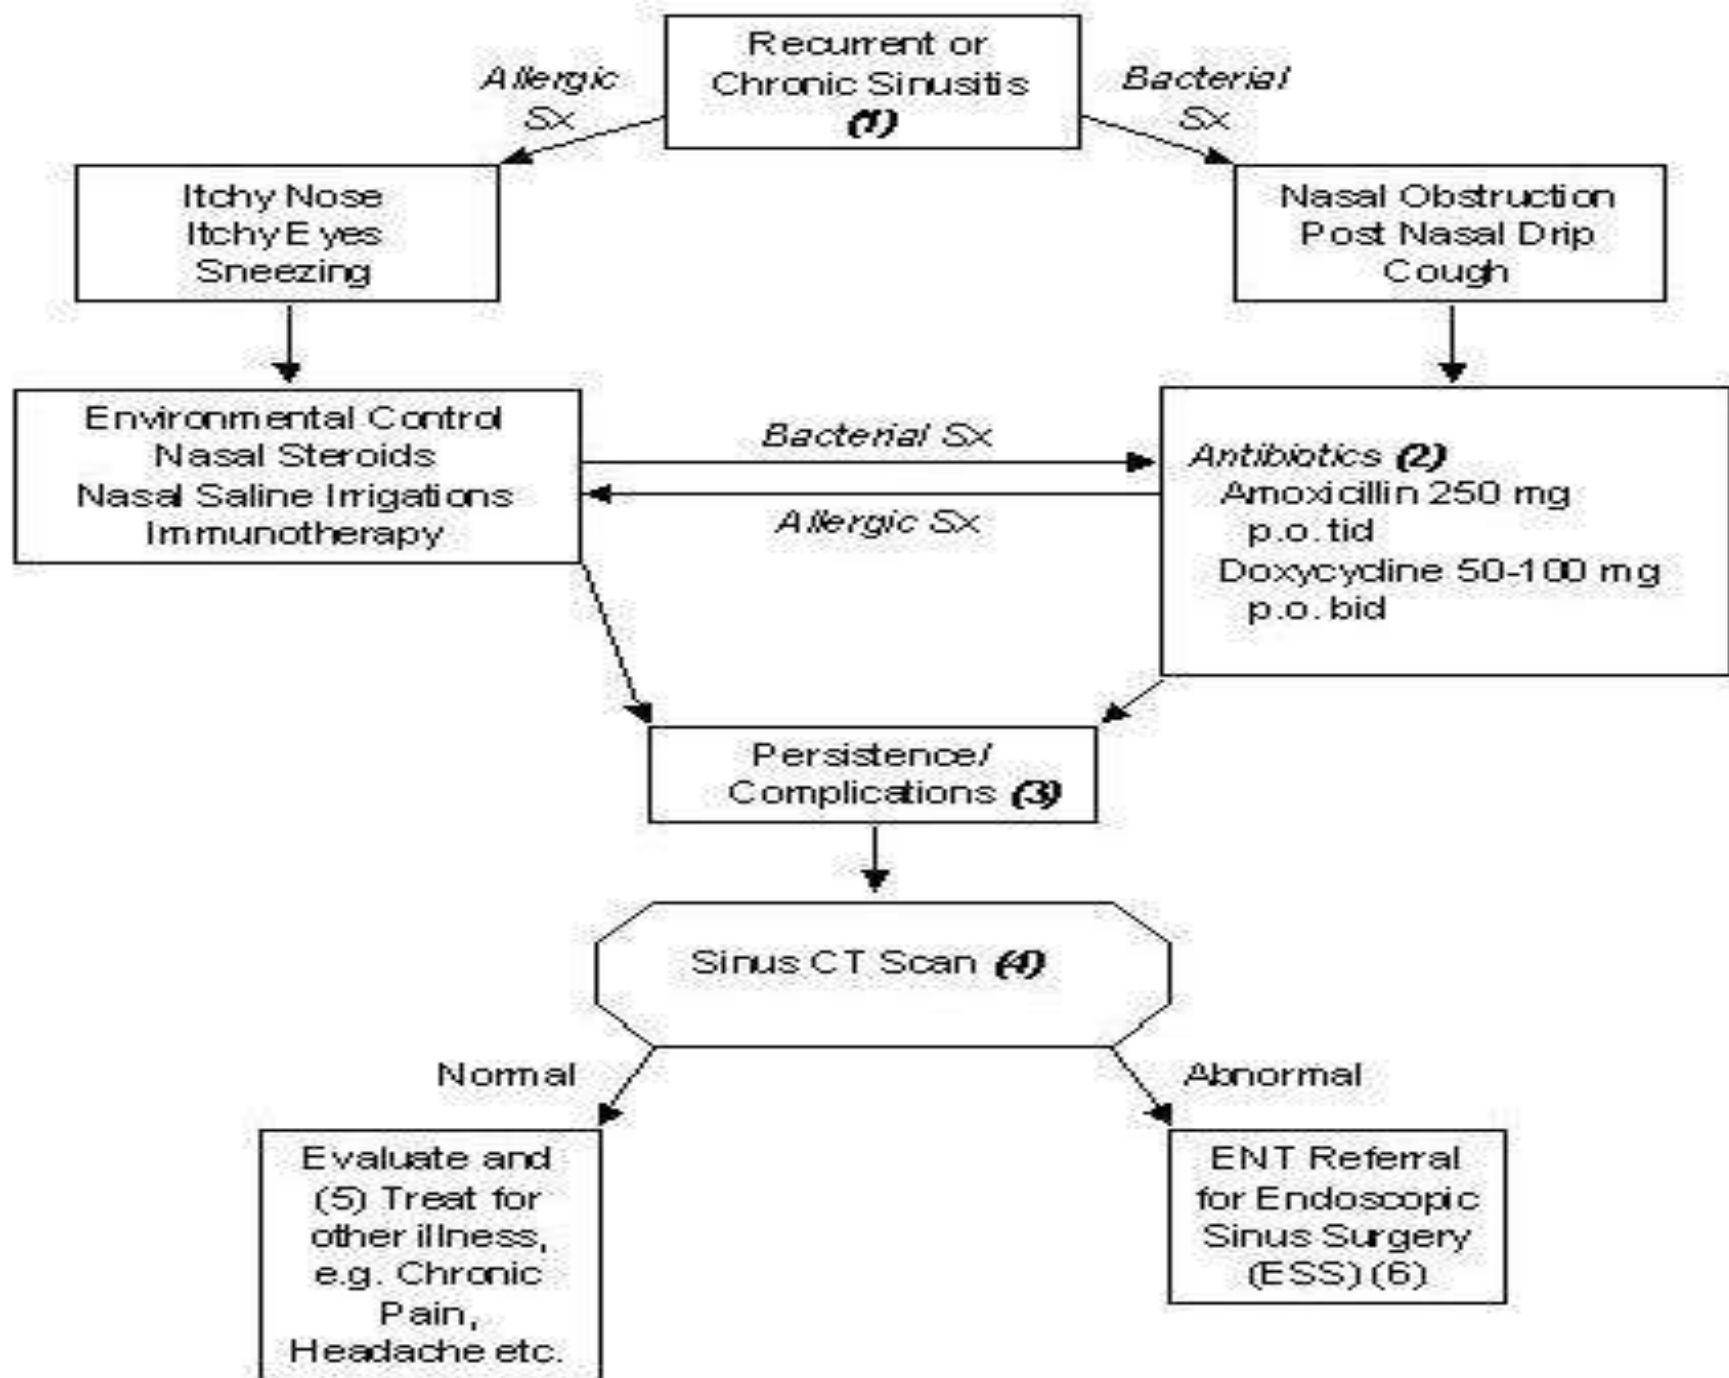 Recurrent or
Chronic Sinusitis
(1)
Allergic
Sx
Bacterial
Sx
Itchy Nose
Itchy Eyes
Sneezing
Nasal Obstruction
Post Nasal Drip
Cough
Environmental Control
Nasal Steroids
Nasal Saline Irrigations
Immunotherapy
Bacterial Sx
Allergic Sx
Antibiotics (2)
Amoxicillin 250 mg
p.o. tid
Doxycycline 50-100 mg
p.o. bid
Persistence/
Complications (3)
Sinus CT Scan (4)
Normal
Abnormal
Evaluate and
(5) Treat for
other illness,
e.g. Chronic
Pain,
Headache etc.
ENT Referral
for Endoscopic
Sinus Surgery
(ESS) (6)